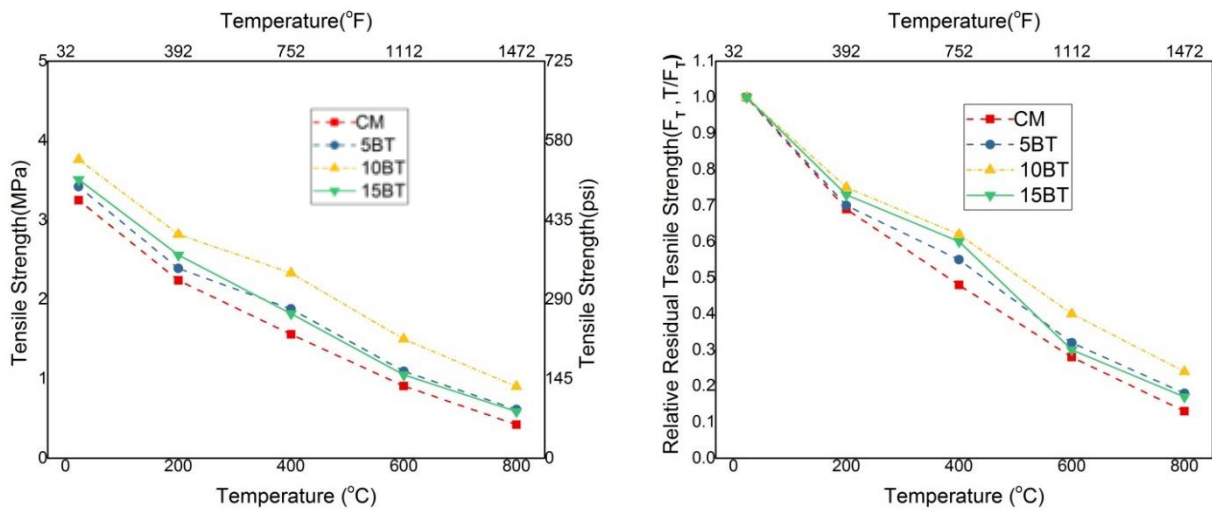 Temperature(°F)
32 392 752 1112 1472
5 725
4 580
3 435
2 290
1 145
0 0
Tensile Strength(MPa)
Tensile Strength(psi)
CM
5BT
10BT
15BT
0 200 400 600 800
Temperature (°C)
Temperature(°F)
32 392 752 1112 1472
1.1
1.0
0.9
0.8
0.7
0.6
0.5
0.4
0.3
0.2
0.1
0.0
Relative Residual Tesnile Strength(F_T ,T/F_T)
CM
5BT
10BT
15BT
0 200 400 600 800
Temperature (°C)